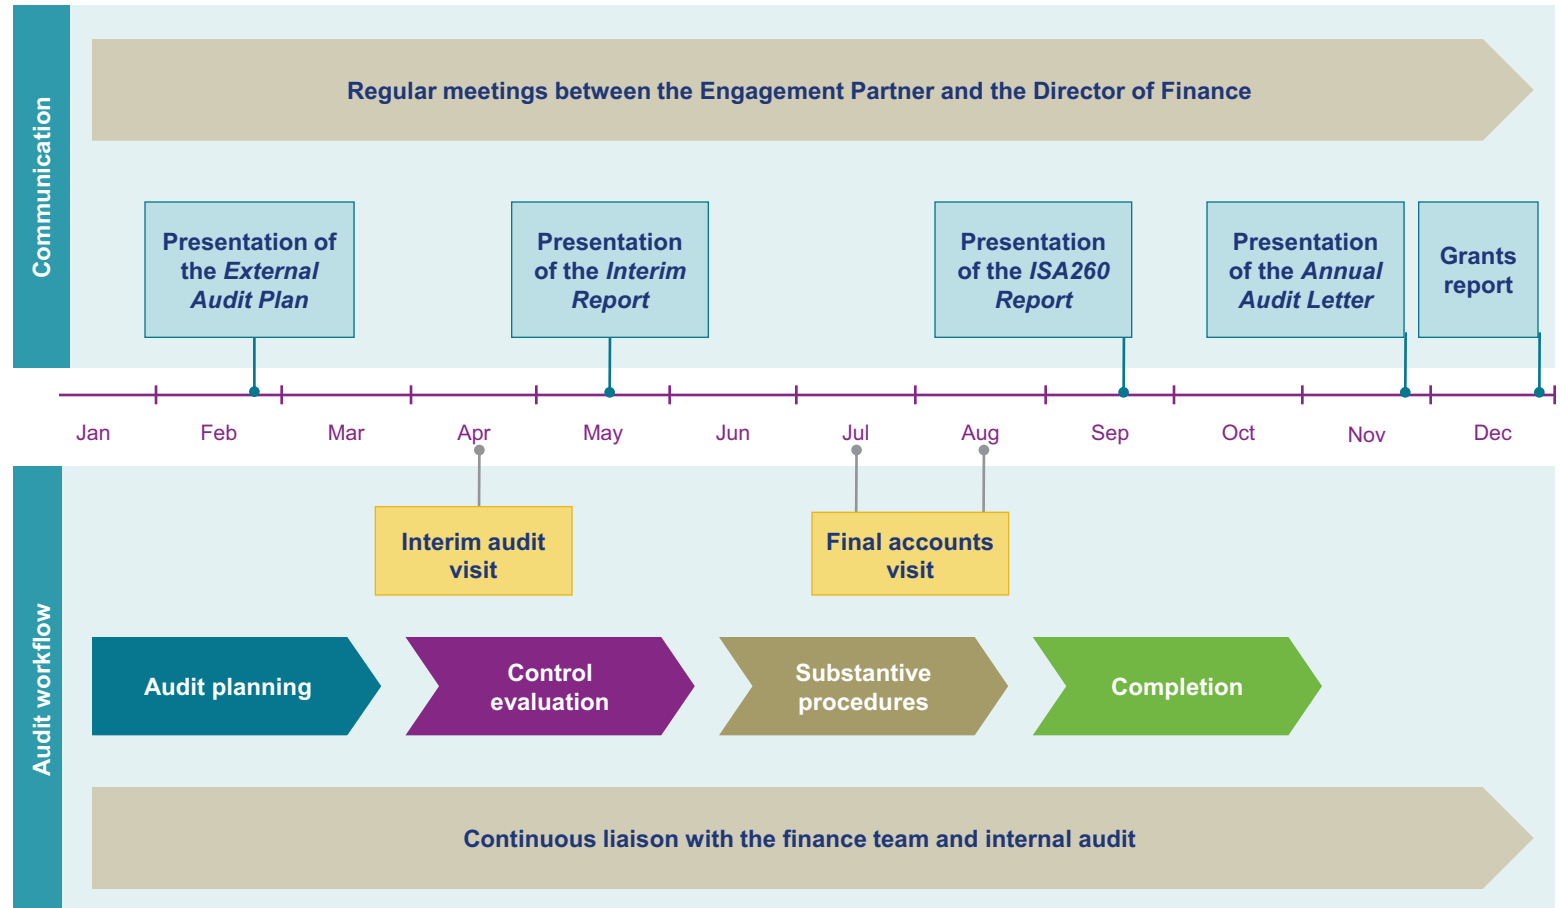 Communication
Regular meetings between the Engagement Partner and the Director of Finance
Presentation of
the External
Audit Plan
Presentation
of the Interim
Report
Presentation
of the ISA260
Report
Presentation
of the Annual
Audit Letter
Grants
report
Jan Feb Mar Apr May Jun Jul Aug Sep Oct Nov Dec
Audit workflow
Interim audit
visit
Final accounts
visit
Audit planning
Control
evaluation
Substantive
procedures
Completion
Continuous liaison with the finance team and internal audit